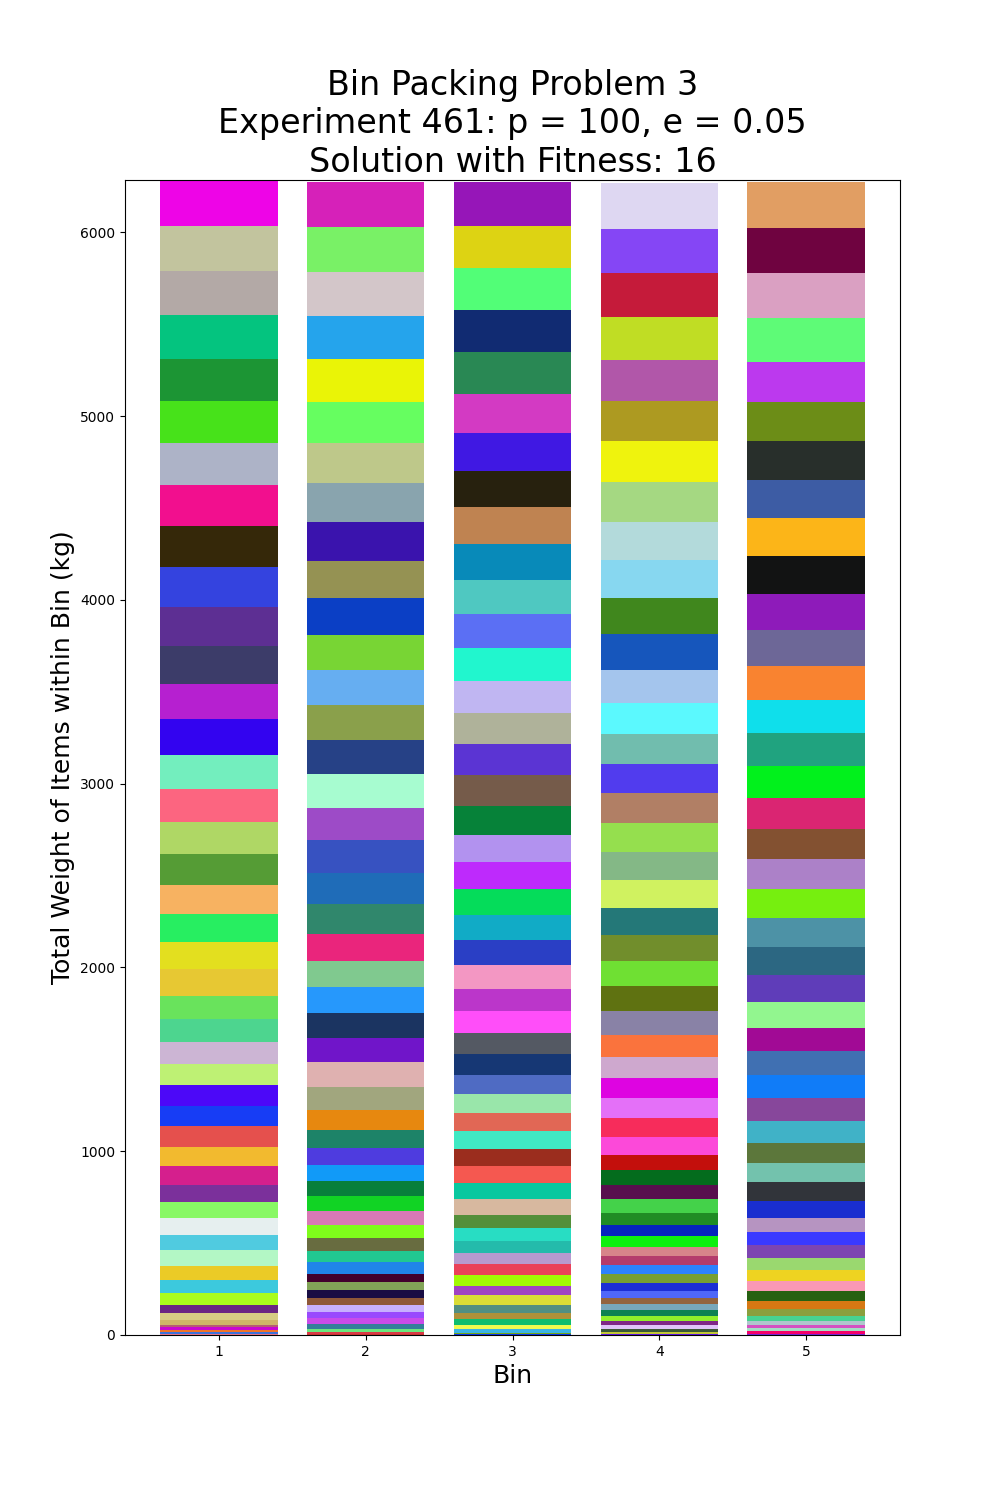 Bin Packing Problem 3
Experiment 461: p = 100, e = 0.05
Solution with Fitness: 16
Total Weight of Items within Bin (kg)
6000
5000
4000
3000
2000
1000
0
1 2 3 4 5
Bin